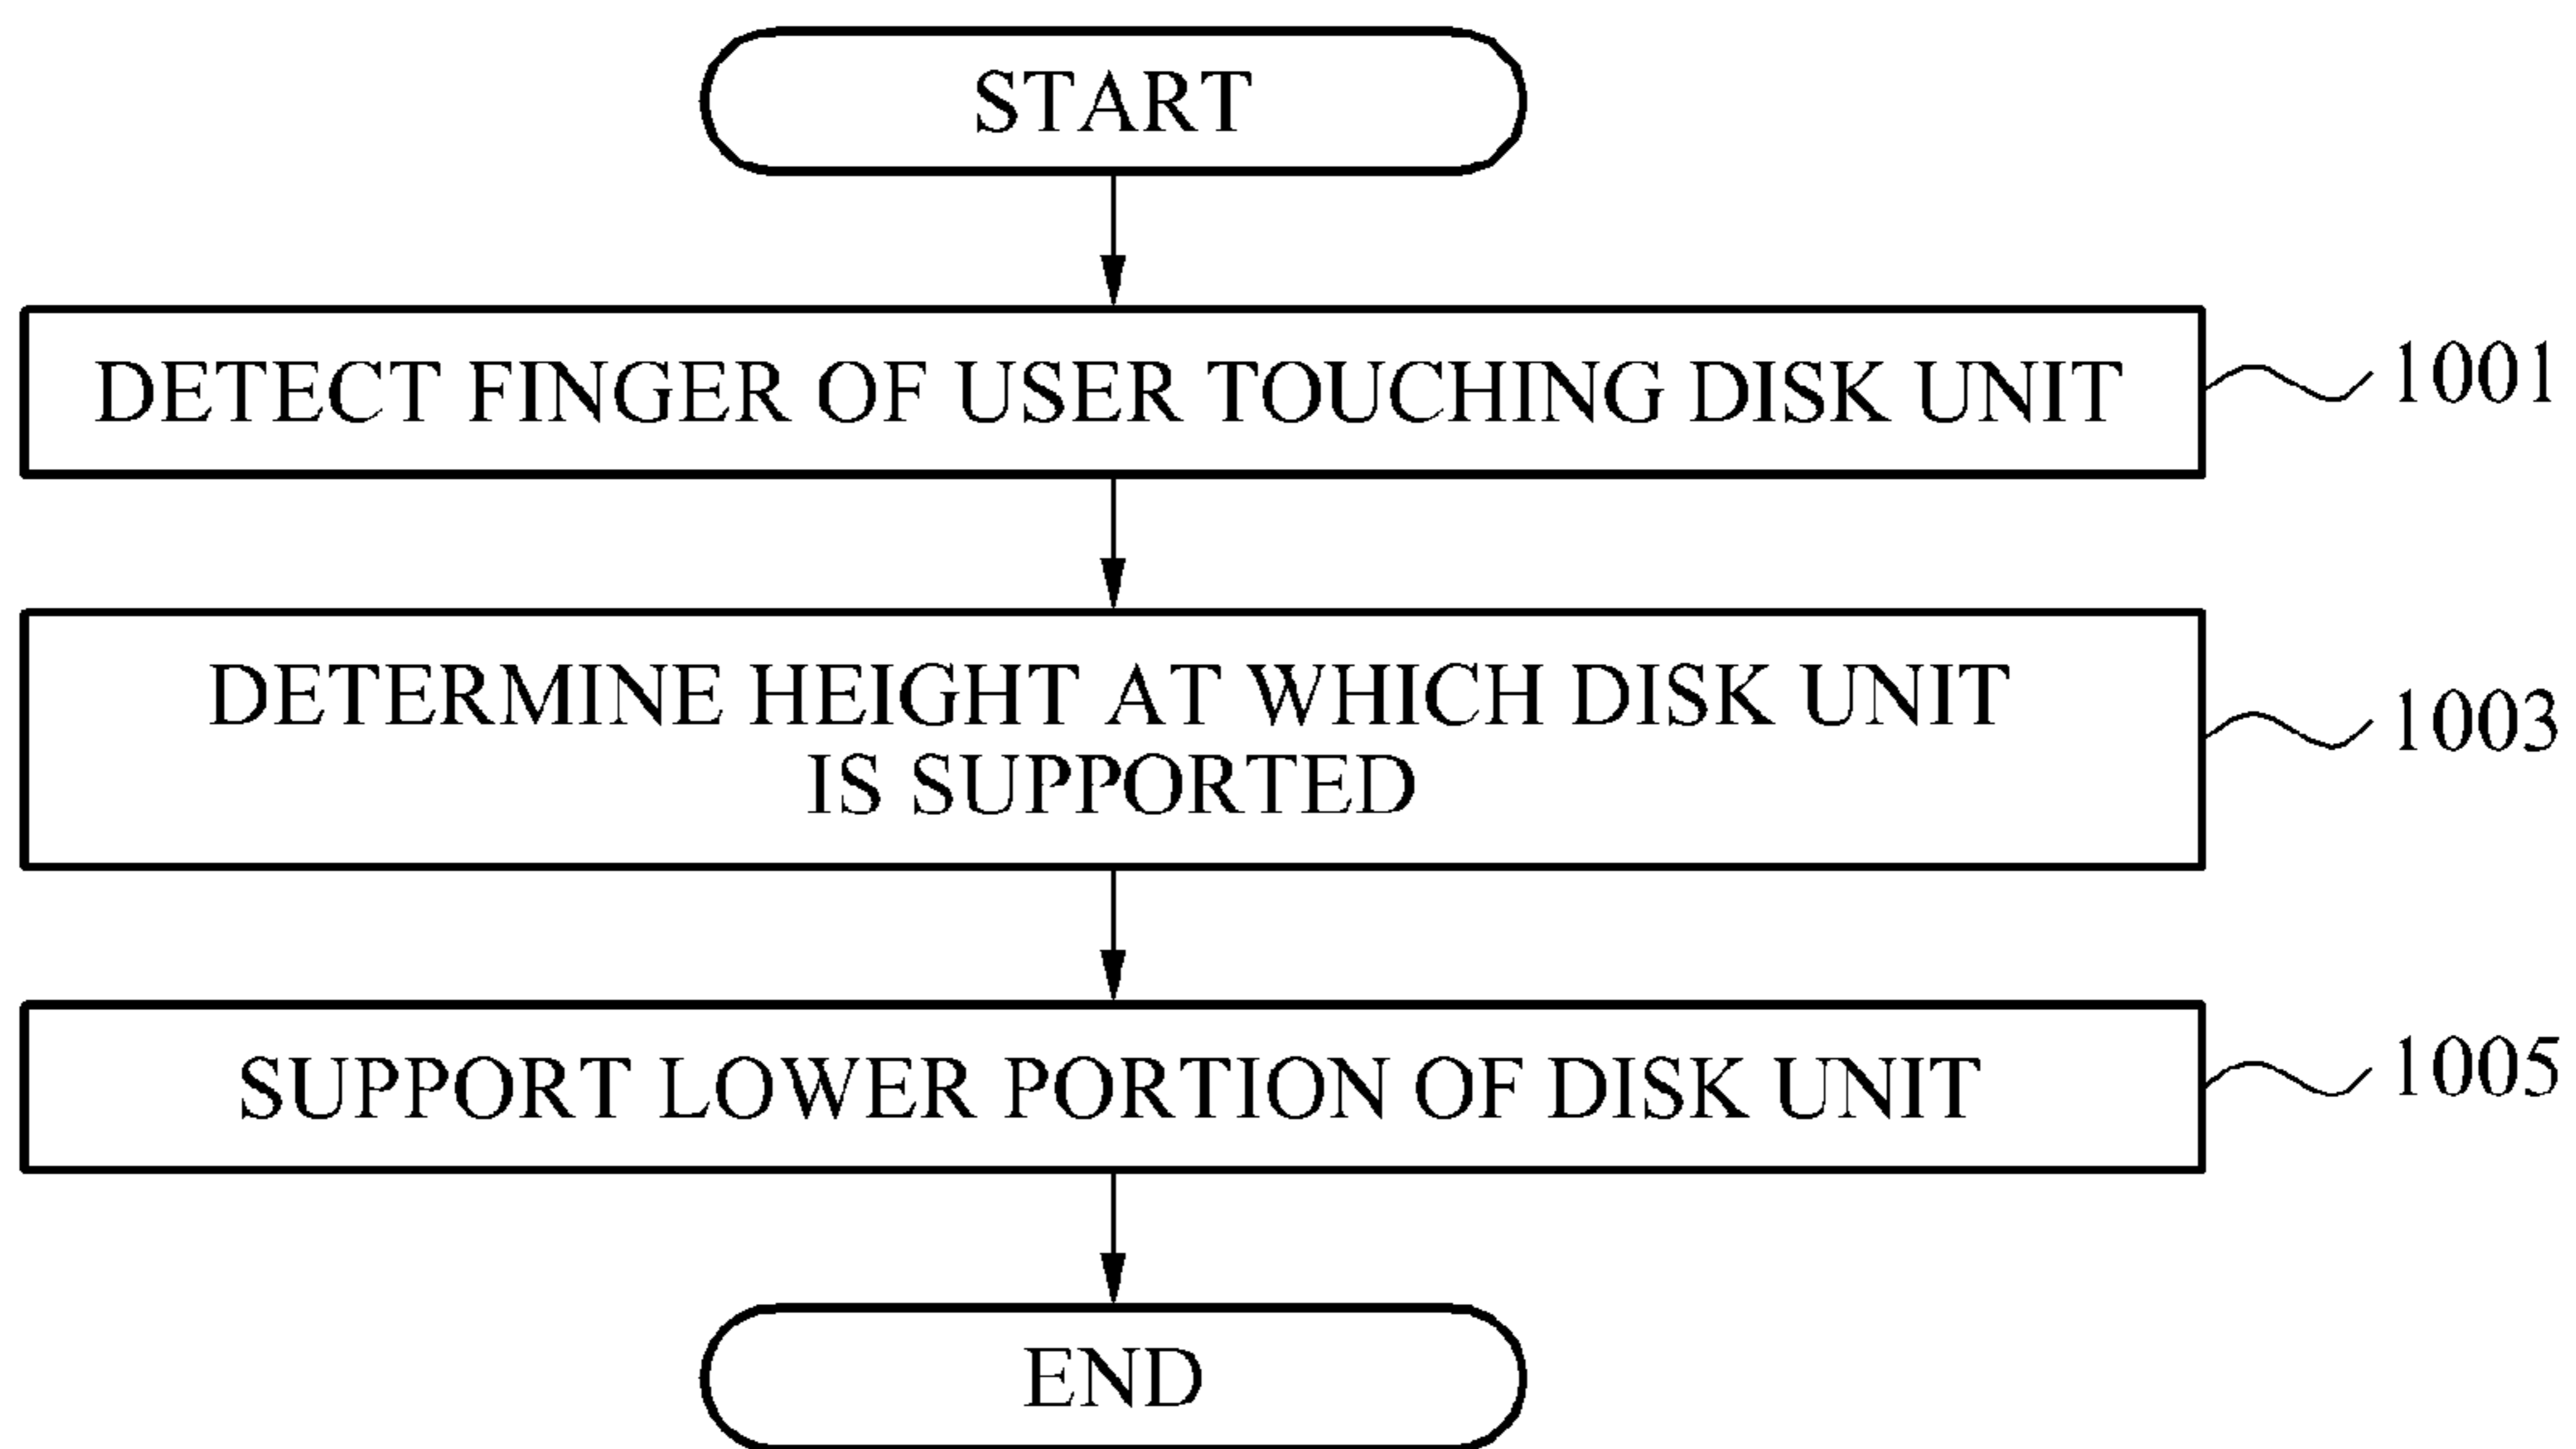 START
DETECT FINGER OF USER TOUCHING DISK UNIT
1001
DETERMINE HEIGHT AT WHICH DISK UNIT
IS SUPPORTED
1003
SUPPORT LOWER PORTION OF DISK UNIT
1005
END